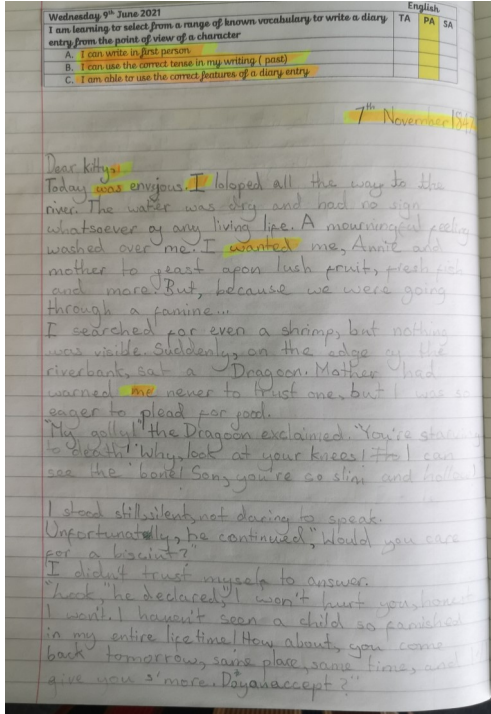 Wednesday 9th June 2021
English
I am learning to select from a range of known vocabulary to write a diary
entry from the point of view of a character
TA PA SA
A. I can write in first person
B. I can use the correct tense in my writing ( past)
C. I am able to use the correct features of a diary entry
7th November 184
Dear kitty,
Today was envyious. I loloped all the way to the
river. The water was dry and had no sign
whatsoever of any living life. A mourningful feeling
washed over me. I wanted me, Annie and
mother to feast apon lush fruit, fresh fish
and more. But, because we were going
through a famine...
I searched for even a shrimp, but nothing
was visible. Suddenly, on the edge of the
riverbank, sat a Dragoon. Mother had
warned me never to trust one, but I was so
eager to plead for food.
"My golly!" the Dragoon exclaimed. "You're starving
to death! Why, look at your knees! I can
see the bone! Son, you're so slim and hollow!
I stood still, silent, not daring to speak.
Unfortunatelly, he continued, "Would you care
for a biscuint?"
I didn't trust myself to answer.
"Look," he declared, "I won't hurt you, honest
I won't. I haven't seen a child so famished
in my entire lifetime! How about, you come
back tomorrow, same place, same time, and I'll
give you s'more. Doyanaccept?"